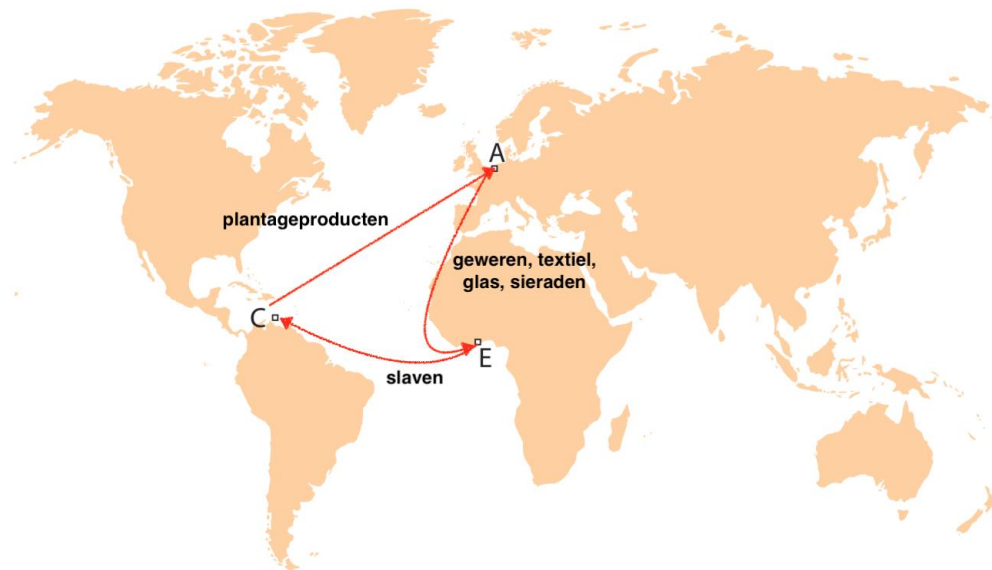 A
plantageproducten
geweren, textiel,
glas, sieraden
C
E
slaven